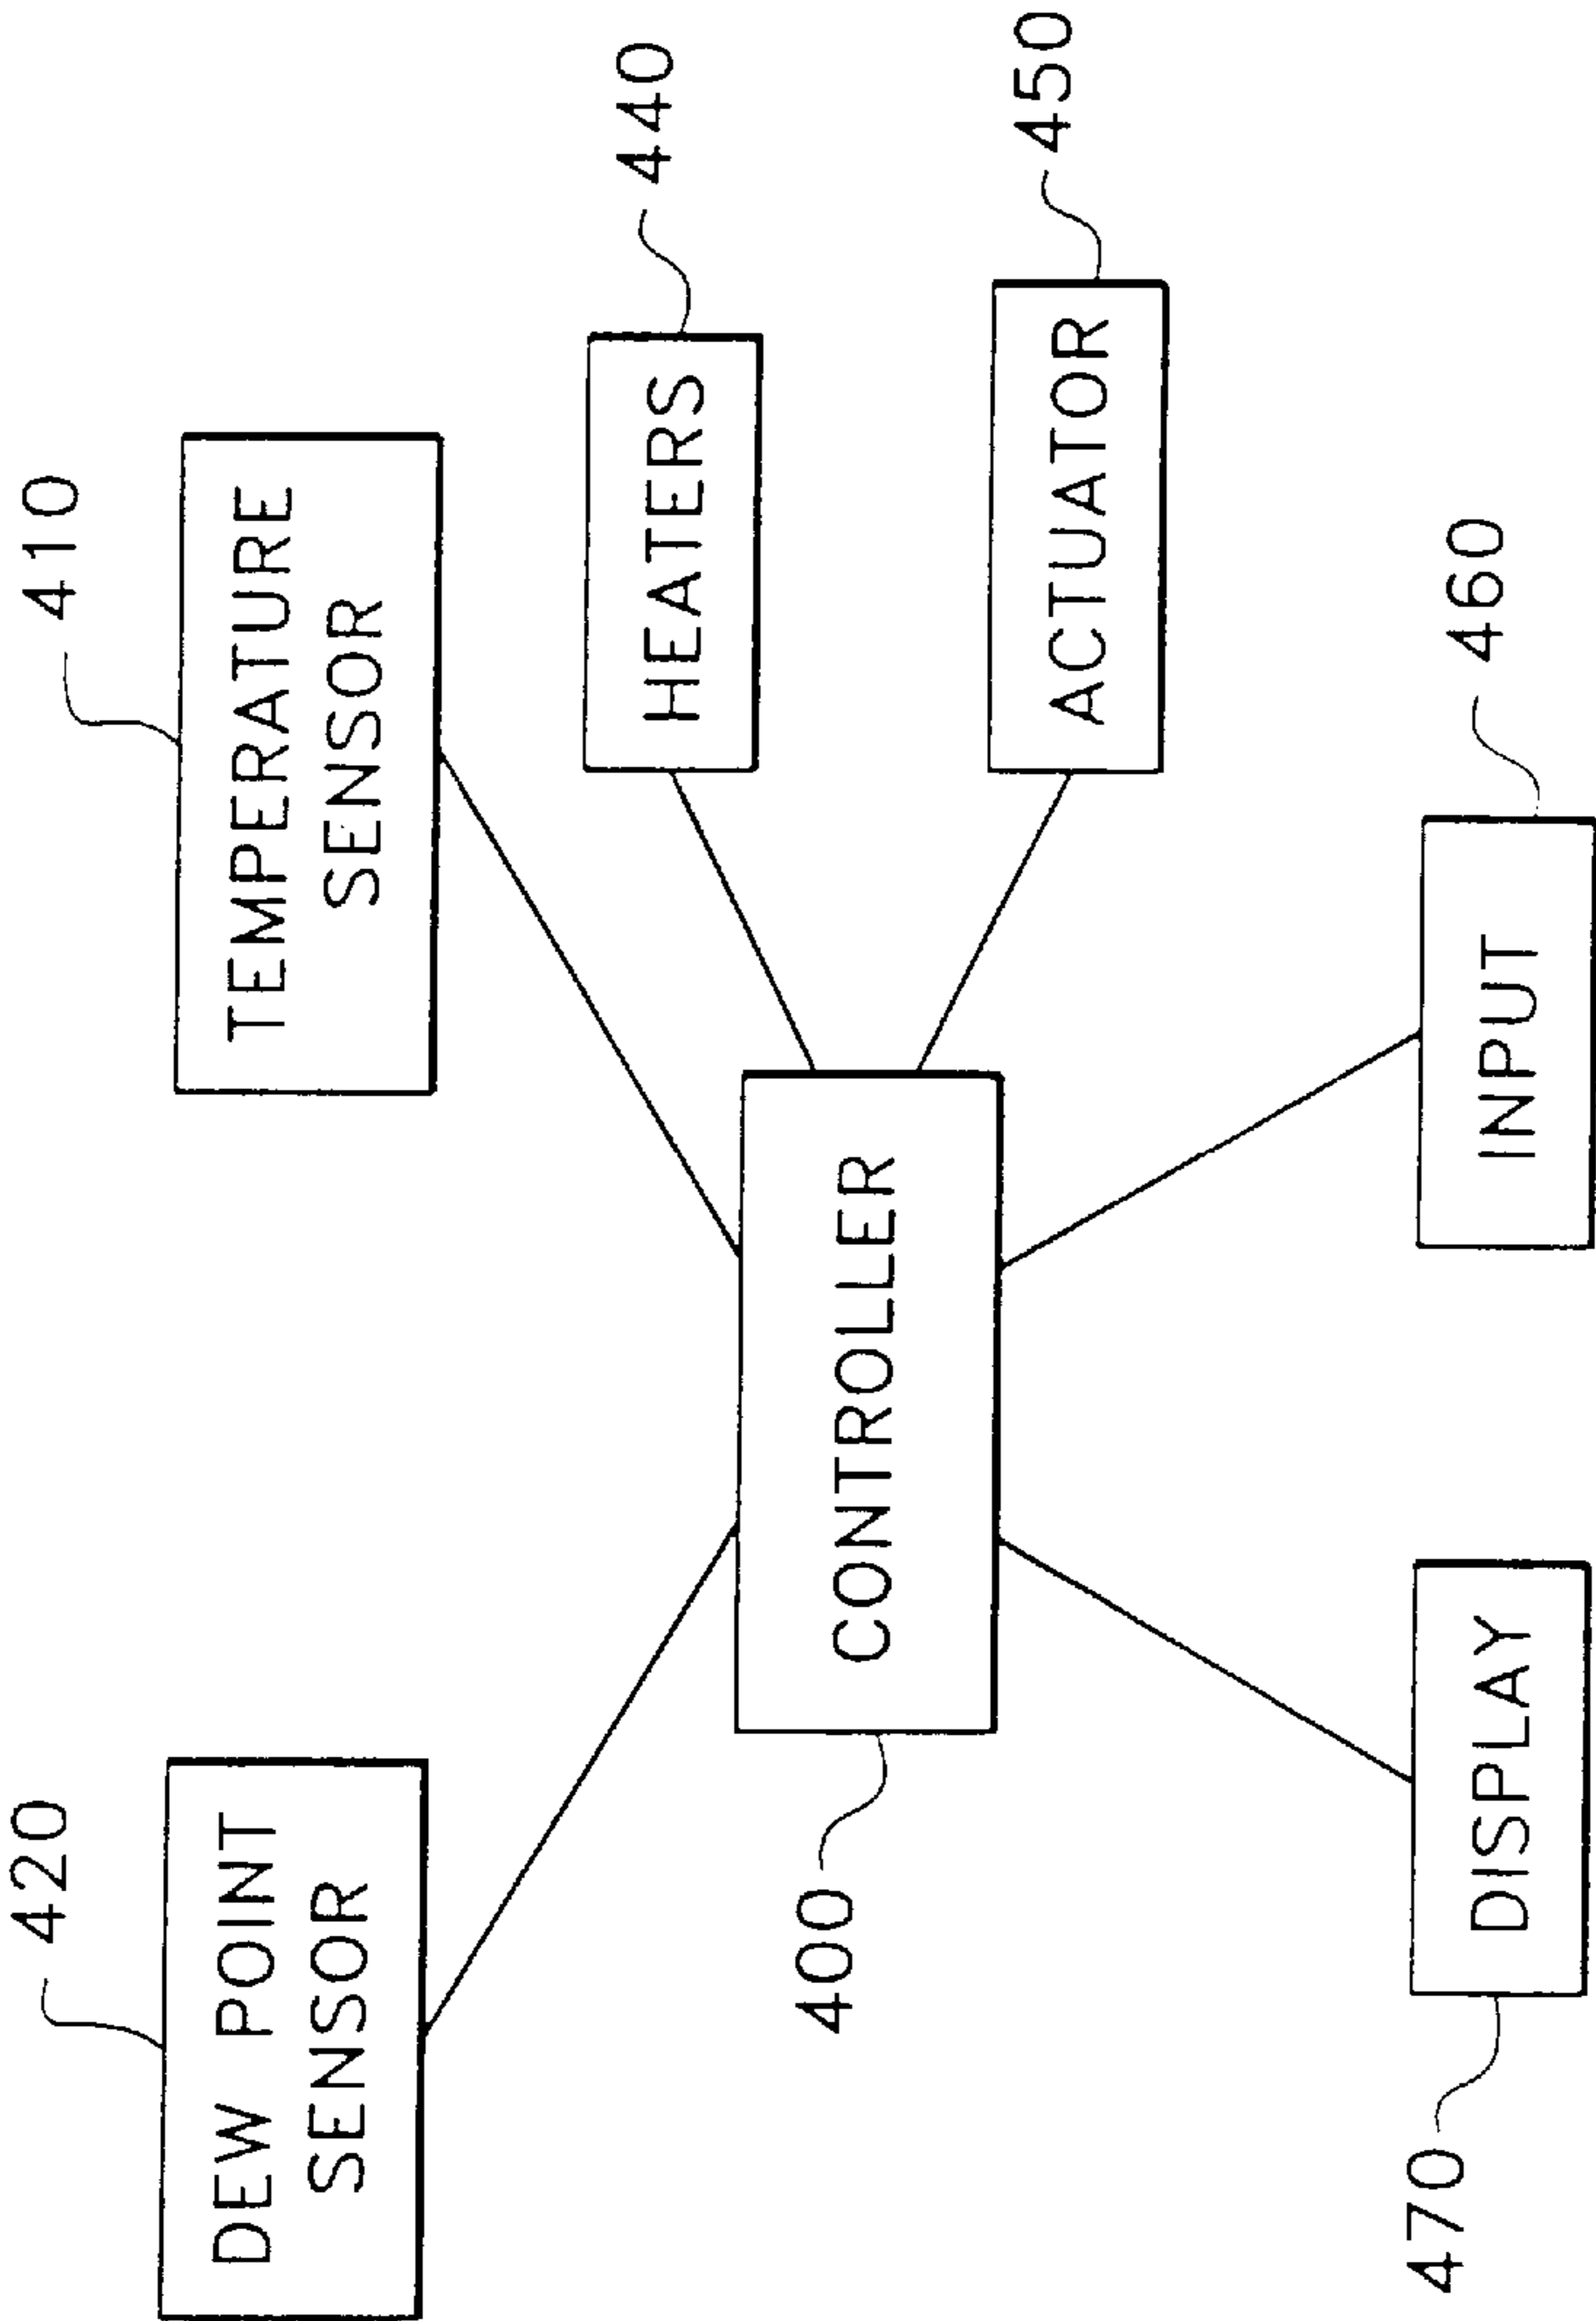 420
DEW POINT
SENSOR
410
TEMPERATURE
SENSOR
HEATERS
440
400
CONTROLLER
ACTUATOR
450
470
DISPLAY
INPUT
460